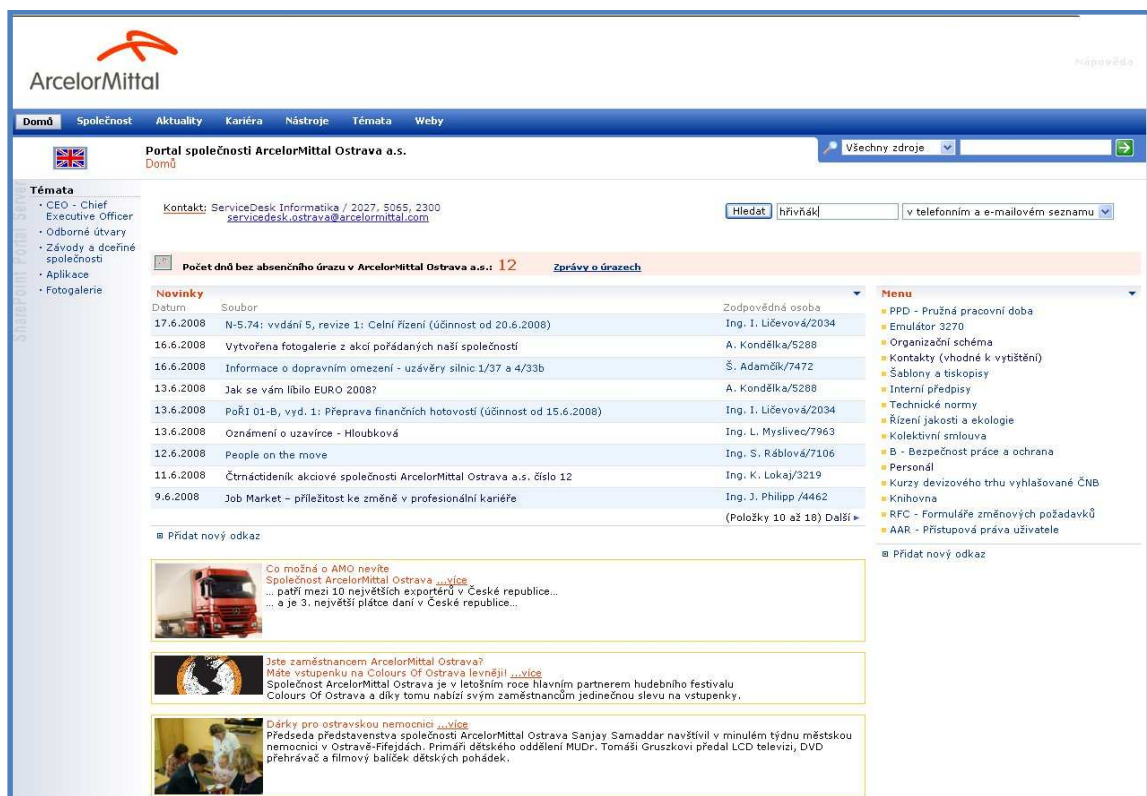 ArcelorMittal
Nápověda
Domů Společnost Aktuality Kariéra Nástroje Témata Weby
Portal společnosti ArcelorMittal Ostrava a.s.
Domů
Všechny zdroje
SharePoint Portal Server
Témata
CEO - Chief
Executive Officer
Odborné útvary
Závody a dceřiné
společnosti
Aplikace
Fotogalerie
Kontakt: ServiceDesk Informatika / 2027, 5065, 2300
servicedesk.ostrava@arcelormittal.com
Hledat hřivňák v telefonním a e-mailovém seznamu
Počet dnů bez absenčního úrazu v ArcelorMittal Ostrava a.s.: 12 Zprávy o úrazech
Novinky
Datum Soubor Zodpovědná osoba
17.6.2008 N-5.74: vvdání 5, revize 1: Celní řízení (účinnost od 20.6.2008) Ing. I. Ličevová/2034
16.6.2008 Vytvořena fotogalerie z akcí pořádaných naší společností A. Kondělka/5288
16.6.2008 Informace o dopravním omezení - uzávěry silnic 1/37 a 4/33b Š. Adamčík/7472
13.6.2008 Jak se vám líbilo EURO 2008? A. Kondělka/5288
13.6.2008 PoŘI 01-B, vyd. 1: Přeprava finančních hotovostí (účinnost od 15.6.2008) Ing. I. Ličevová/2034
13.6.2008 Oznámení o uzavírce - Hloubková Ing. L. Myslivec/7963
12.6.2008 People on the move Ing. S. Ráblová/7106
11.6.2008 Čtrnáctideník akciové společnosti ArcelorMittal Ostrava a.s. číslo 12 Ing. K. Lokaj/3219
9.6.2008 Job Market – příležitost ke změně v profesionální kariéře Ing. J. Philipp /4462
(Položky 10 až 18) Další
Přidat nový odkaz
Menu
PPD - Pružná pracovní doba
Emulátor 3270
Organizační schéma
Kontakty (vhodné k vytištění)
Šablony a tiskopisy
Interní předpisy
Technické normy
Řízení jakosti a ekologie
Kolektivní smlouva
B - Bezpečnost práce a ochrana
Personál
Kurzy devizového trhu vyhlašované ČNB
Knihovna
RFC - Formuláře změnových požadavků
AAR - Přístupová práva uživatele
Přidat nový odkaz
Co možná o AMO nevíte
Společnost ArcelorMittal Ostrava ...více
... patří mezi 10 největších exportérů v České republice...
... a je 3. největší plátce daní v České republice...
Jste zaměstnancem ArcelorMittal Ostrava?
Máte vstupenku na Colours Of Ostrava levněji! ...více
Společnost ArcelorMittal Ostrava je v letošním roce hlavním partnerem hudebního festivalu
Colours Of Ostrava a díky tomu nabízí svým zaměstnancům jedinečnou slevu na vstupenky.
Dárky pro ostravskou nemocnici ...více
Předseda představenstva společnosti ArcelorMittal Ostrava Sanjay Samaddar navštívil v minulém týdnu městskou
nemocnici v Ostravě-Fifejdách. Primáři dětského oddělení MUDr. Tomáši Gruszkovi předal LCD televizi, DVD
přehrávač a filmový balíček dětských pohádek.